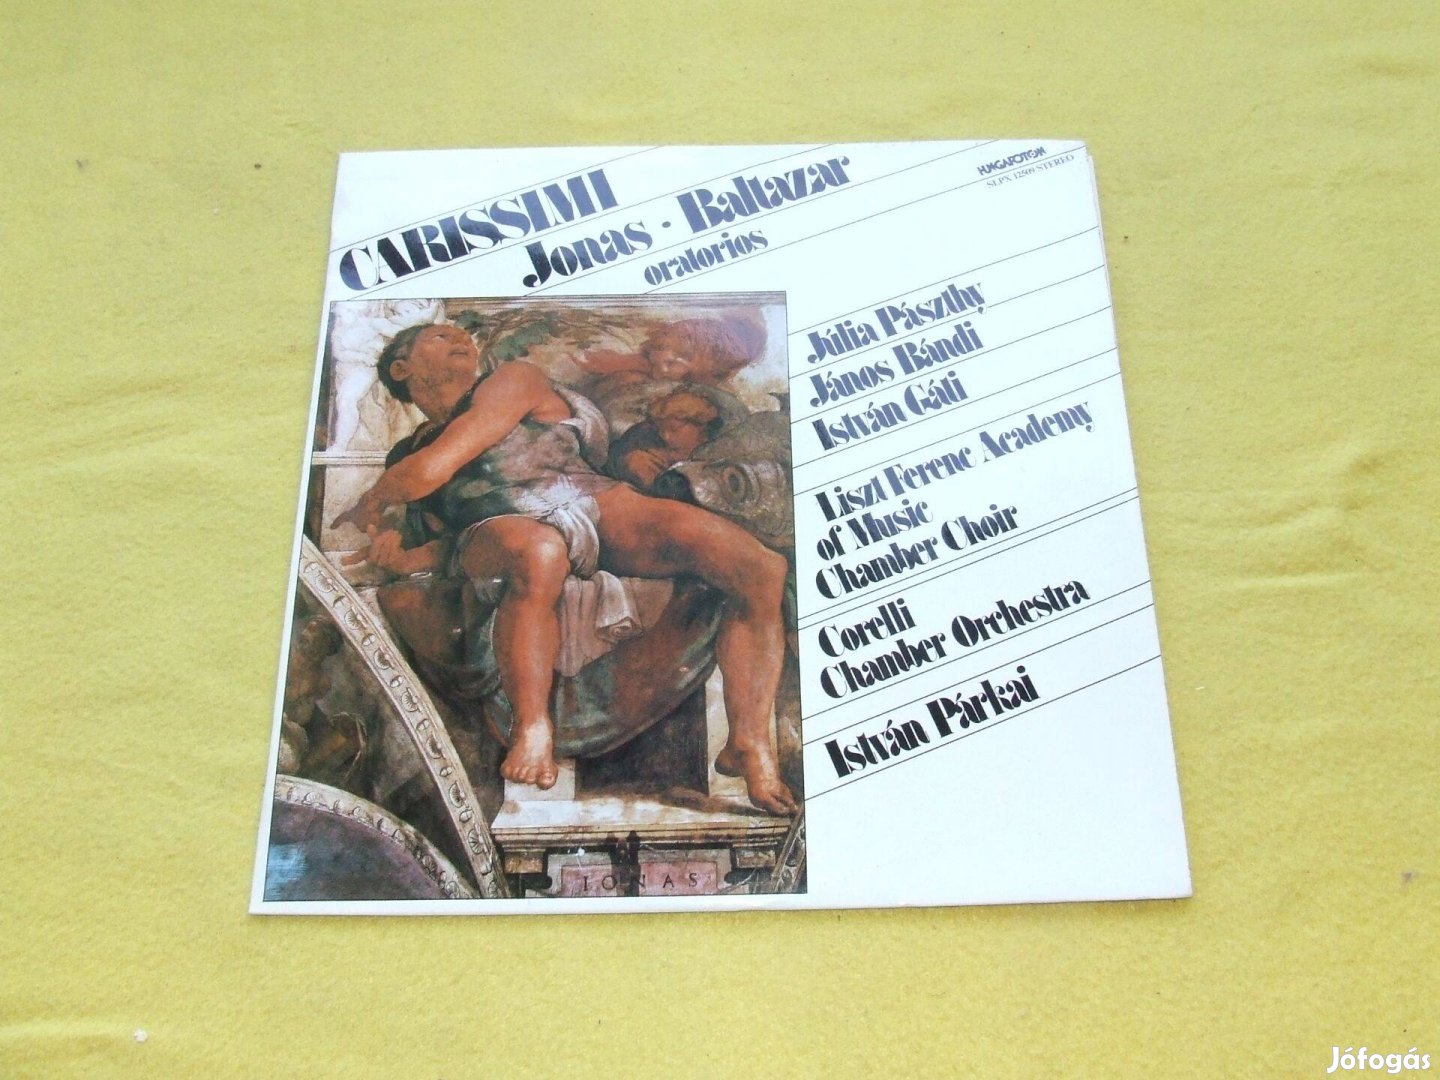 CARISSIMI
Jonas · Baltazar
oratorios
HUNGAROTON
SLPX 12509 STEREO
Júlia Pászthy
János Bándi
István Gáti
Liszt Ferenc Academy
of Music
Chamber Choir
Corelli
Chamber Orchestra
István Párkai
IONAS
Jófogás